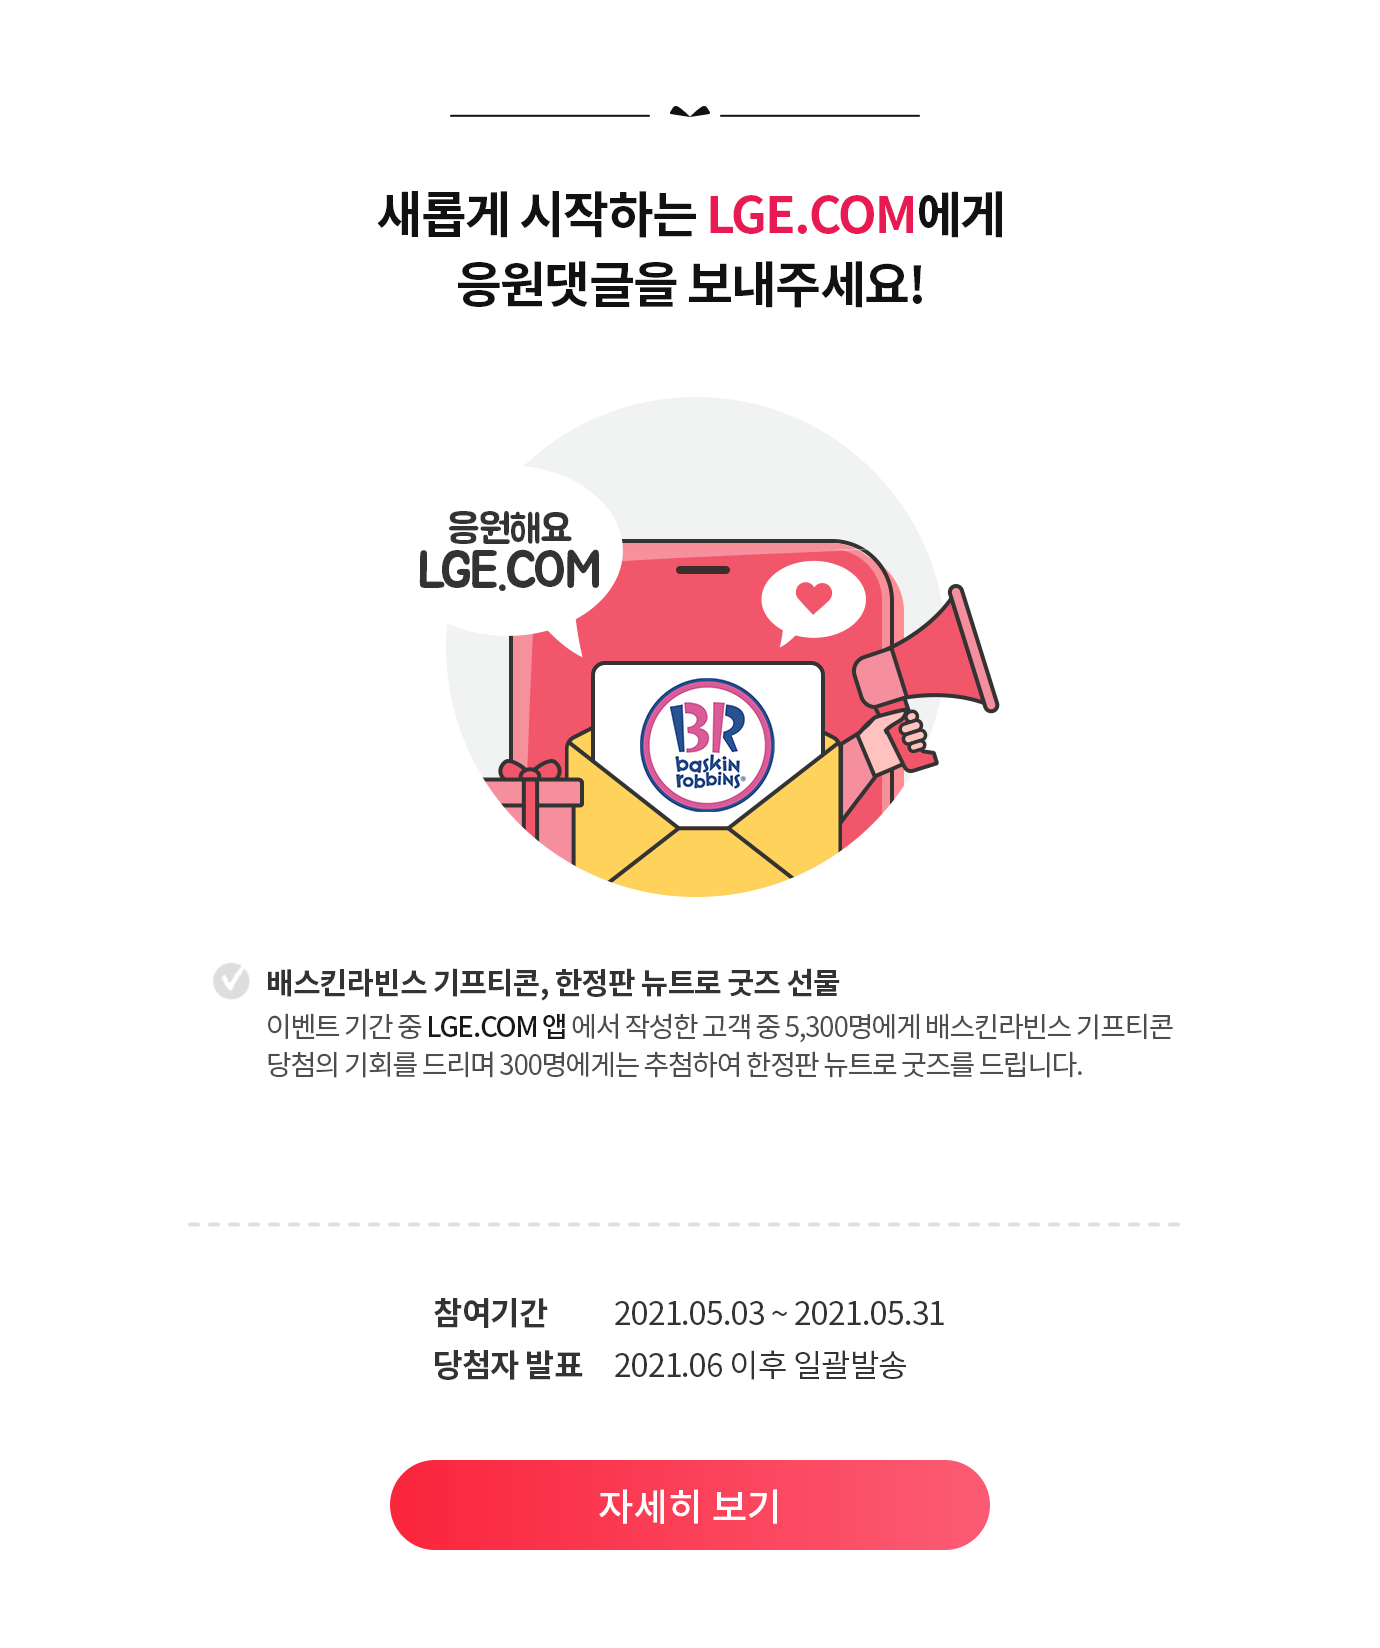 새롭게 시작하는 LGE.COM에게
응원댓글을 보내주세요!
응원해요
LGE.COM
BR
baskin
robbins®
배스킨라빈스 기프티콘, 한정판 뉴트로 굿즈 선물
이벤트 기간 중 LGE.COM 앱 에서 작성한 고객 중 5,300명에게 배스킨라빈스 기프티콘
당첨의 기회를 드리며 300명에게는 추첨하여 한정판 뉴트로 굿즈를 드립니다.
참여기간 2021.05.03 ~ 2021.05.31
당첨자 발표 2021.06 이후 일괄발송
자세히 보기